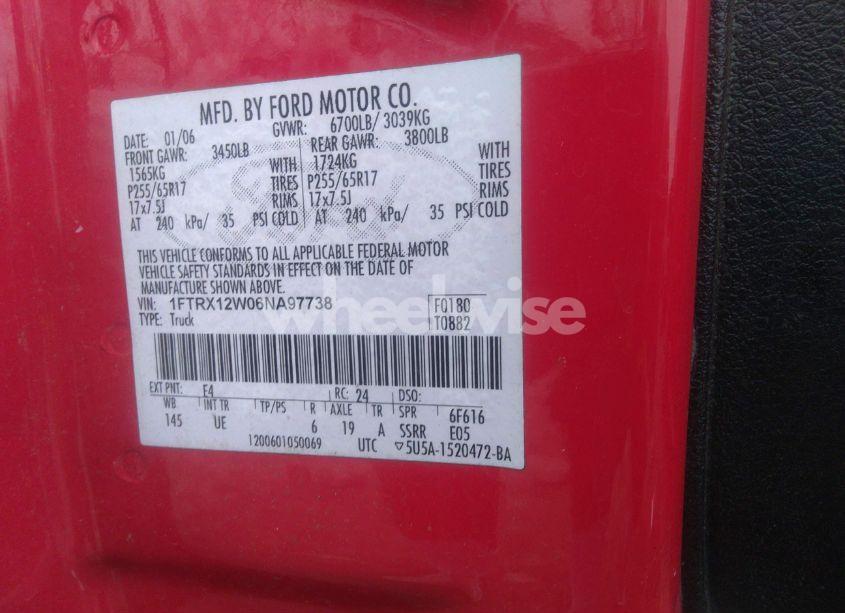 MFD. BY FORD MOTOR CO.
DATE: 01/06 GVWR: 6700LB/ 3039KG
FRONT GAWR: 3450LB REAR GAWR: 3800LB
1565KG WITH 1724KG WITH
P255/65R17 TIRES P255/65R17 TIRES
17x7.5J RIMS 17x7.5J RIMS
AT 240 kPa/ 35 PSI COLD AT 240 kPa/ 35 PSI COLD
THIS VEHICLE CONFORMS TO ALL APPLICABLE FEDERAL MOTOR
VEHICLE SAFETY STANDARDS IN EFFECT ON THE DATE OF
MANUFACTURE SHOWN ABOVE.
VIN: 1FTRX12W06NA97738 F0180
TYPE: Truck T0882
wheelwise
EXT PNT: E4 RC: 24 DSO:
WB INT TR TP/PS R AXLE TR SPR 6F616
145 UE 6 19 A SSRR E05
1200601050069 UTC ▽5U5A-1520472-BA